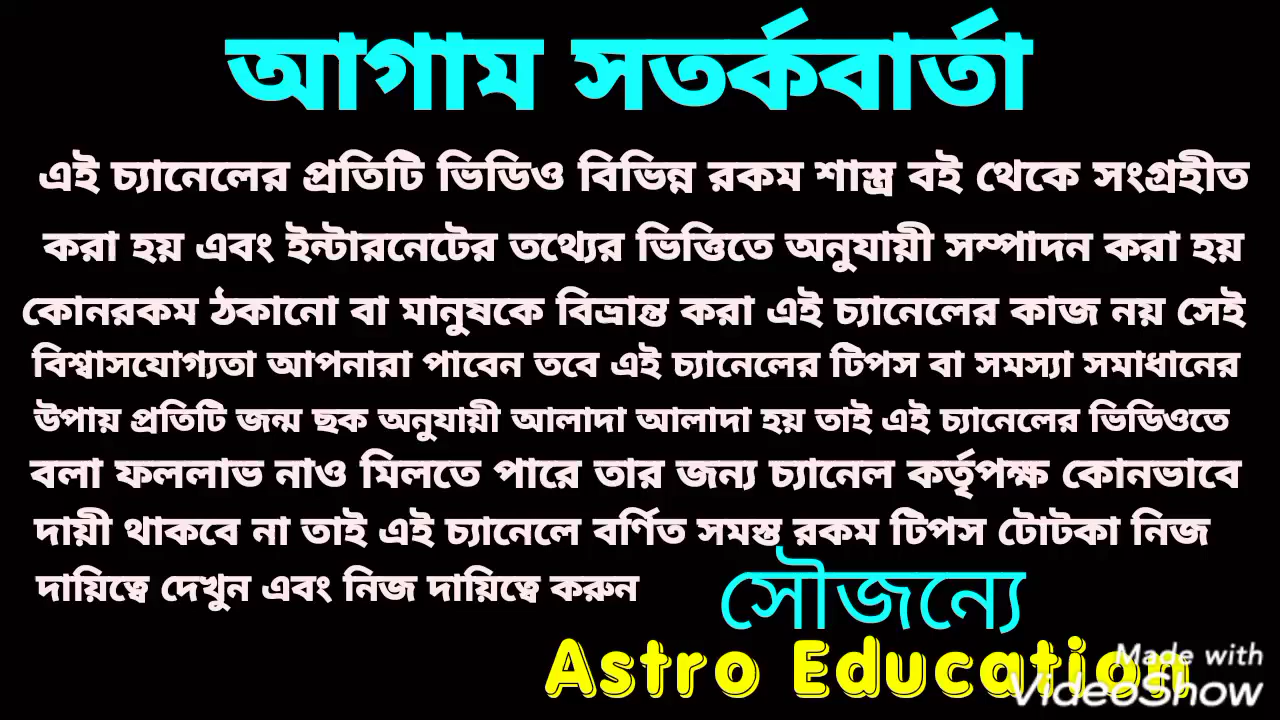 আগাম সতর্কবার্তা
এই চ্যানেলের প্রতিটি ভিডিও বিভিন্ন রকম শাস্ত্র বই থেকে সংগ্রহীত
করা হয় এবং ইন্টারনেটের তথ্যের ভিত্তিতে অনুযায়ী সম্পাদন করা হয়
কোনরকম ঠকানো বা মানুষকে বিভ্রান্ত করা এই চ্যানেলের কাজ নয় সেই
বিশ্বাসযোগ্যতা আপনারা পাবেন তবে এই চ্যানেলের টিপস বা সমস্যা সমাধানের
উপায় প্রতিটি জন্ম ছক অনুযায়ী আলাদা আলাদা হয় তাই এই চ্যানেলের ভিডিওতে
বলা ফললাভ নাও মিলতে পারে তার জন্য চ্যানেল কর্তৃপক্ষ কোনভাবে
দায়ী থাকবে না তাই এই চ্যানেলে বর্ণিত সমস্ত রকম টিপস টোটকা নিজ
দায়িত্বে দেখুন এবং নিজ দায়িত্বে করুন
সৌজন্যে
Astro Education
Made with
VideoShow